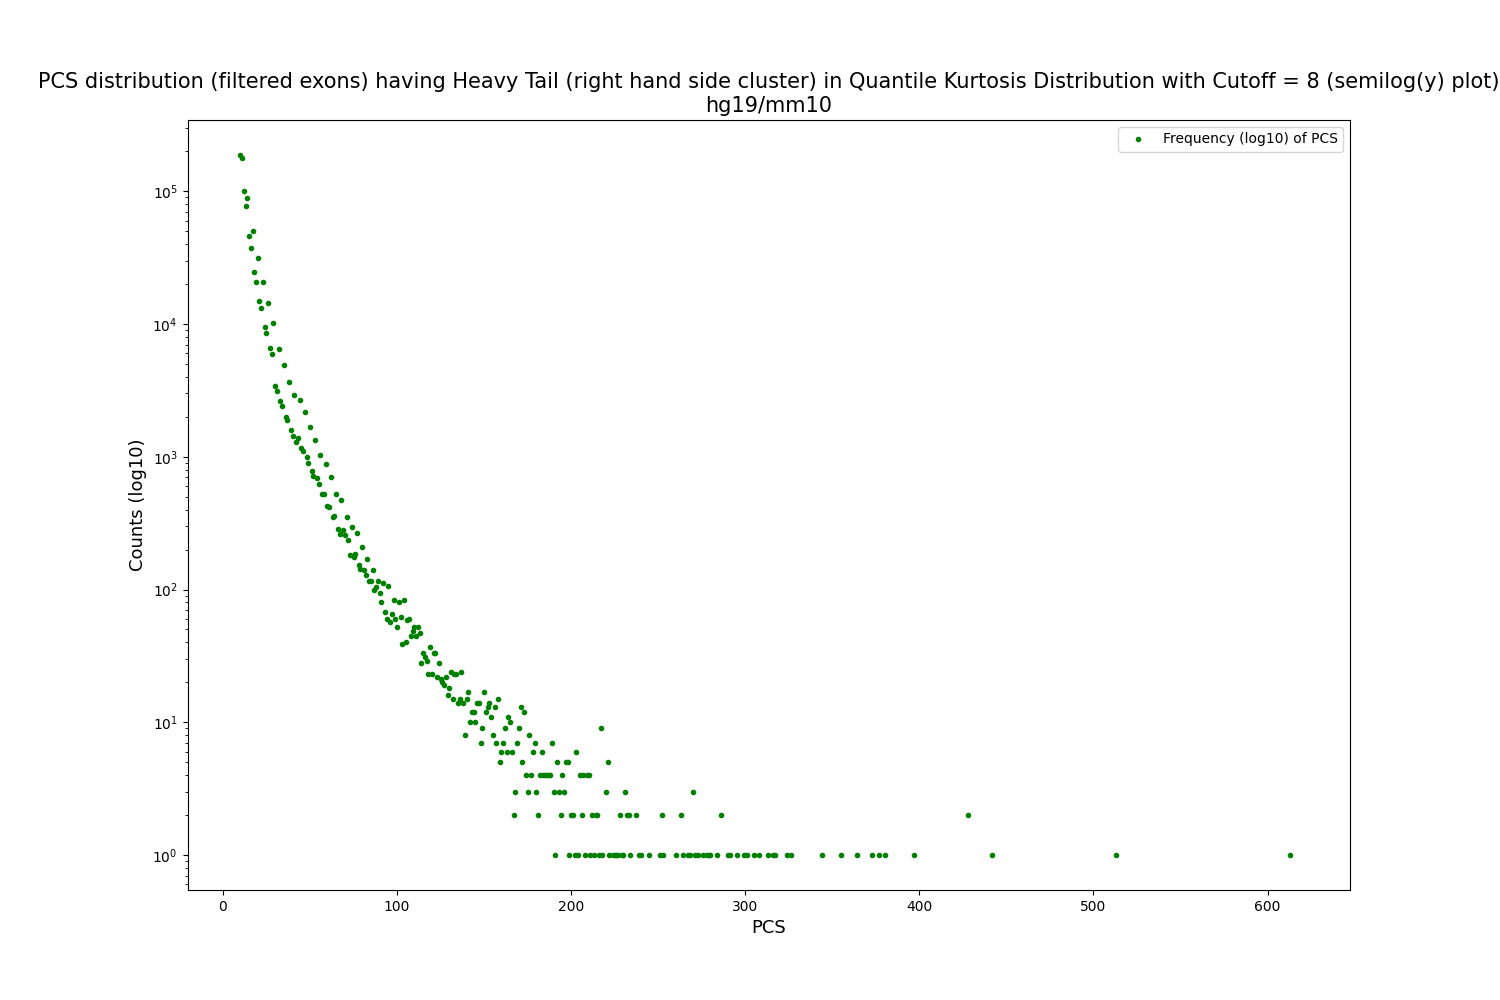 PCS distribution (filtered exons) having Heavy Tail (right hand side cluster) in Quantile Kurtosis Distribution with Cutoff = 8 (semilog(y) plot)
hg19/mm10
Frequency (log10) of PCS
10^5
10^4
10^3
10^2
10^1
10^0
Counts (log10)
0 100 200 300 400 500 600
PCS